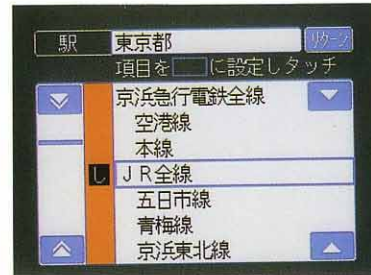 駅 東京都 リターン
項目を に設定しタッチ
京浜急行電鉄全線
空港線
本線
し JR全線
五日市線
青梅線
京浜東北線